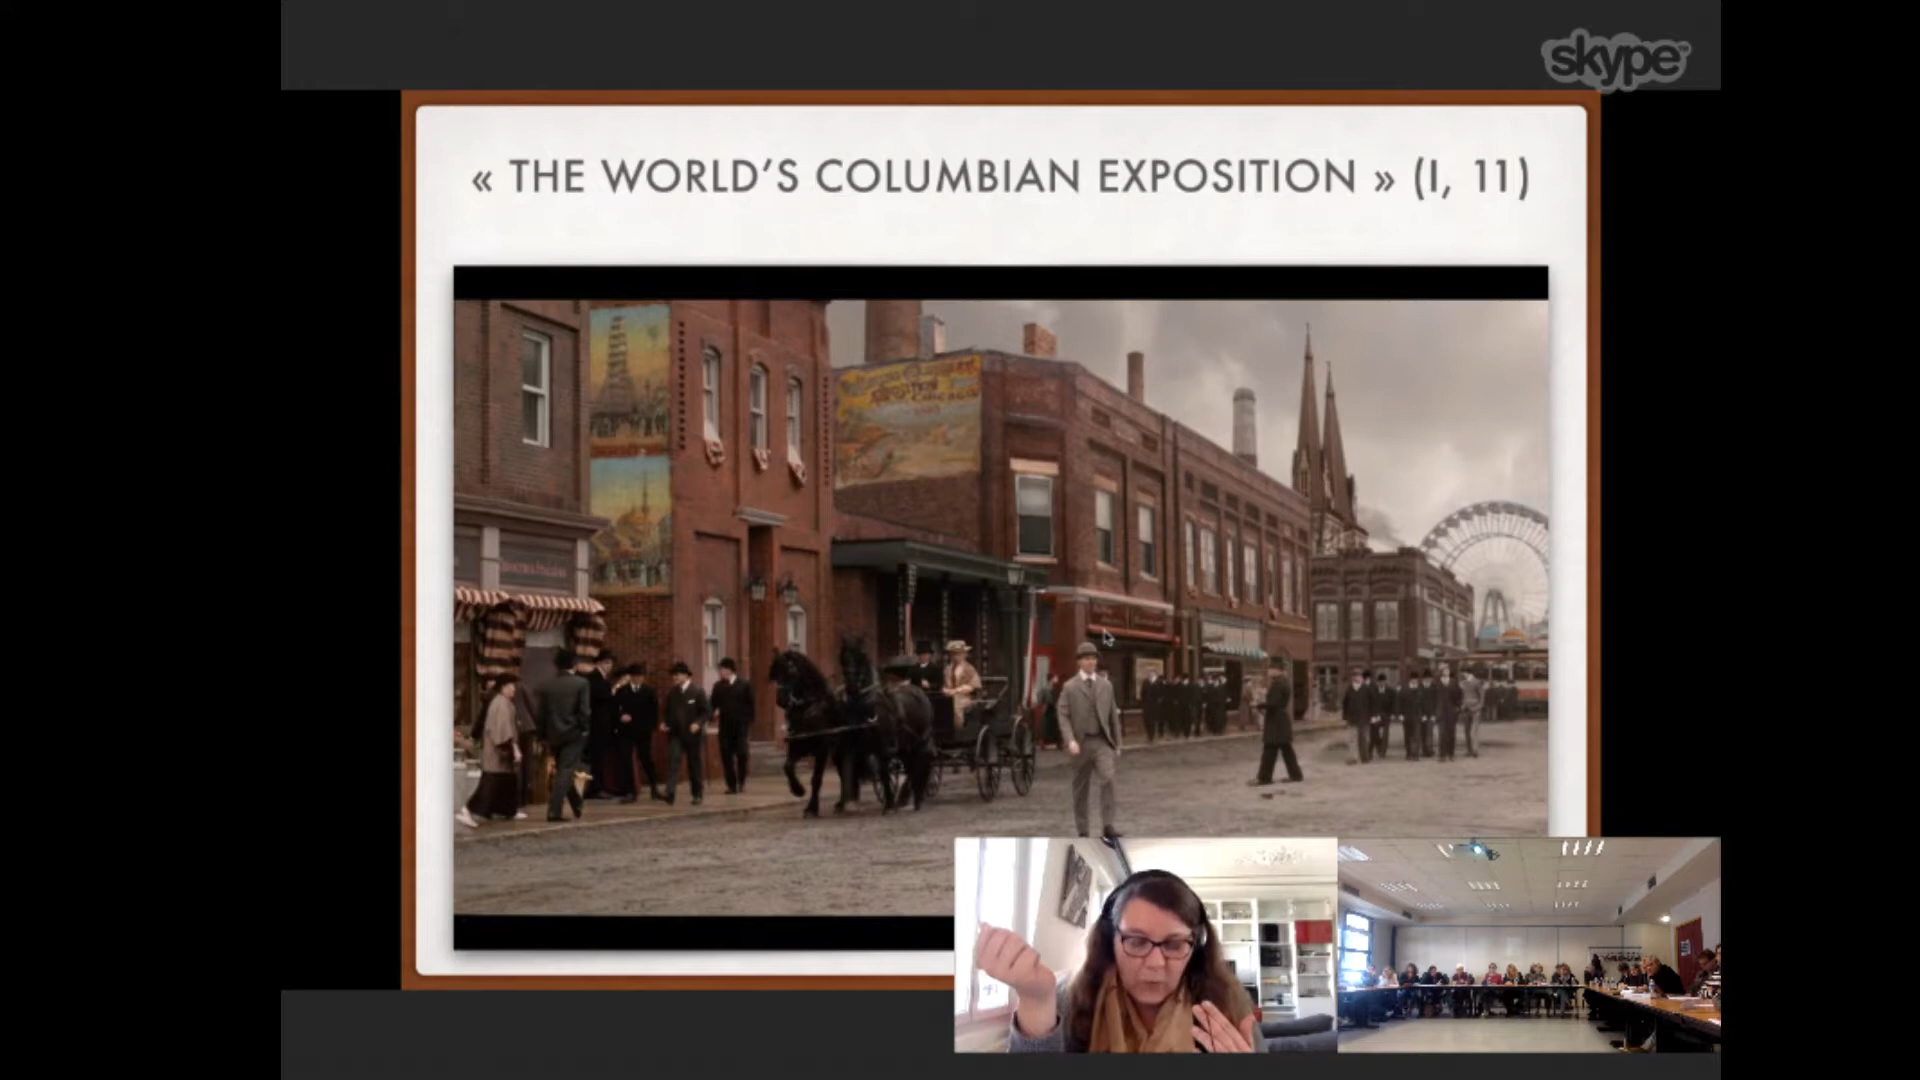 skype
« THE WORLD'S COLUMBIAN EXPOSITION » (I, 11)